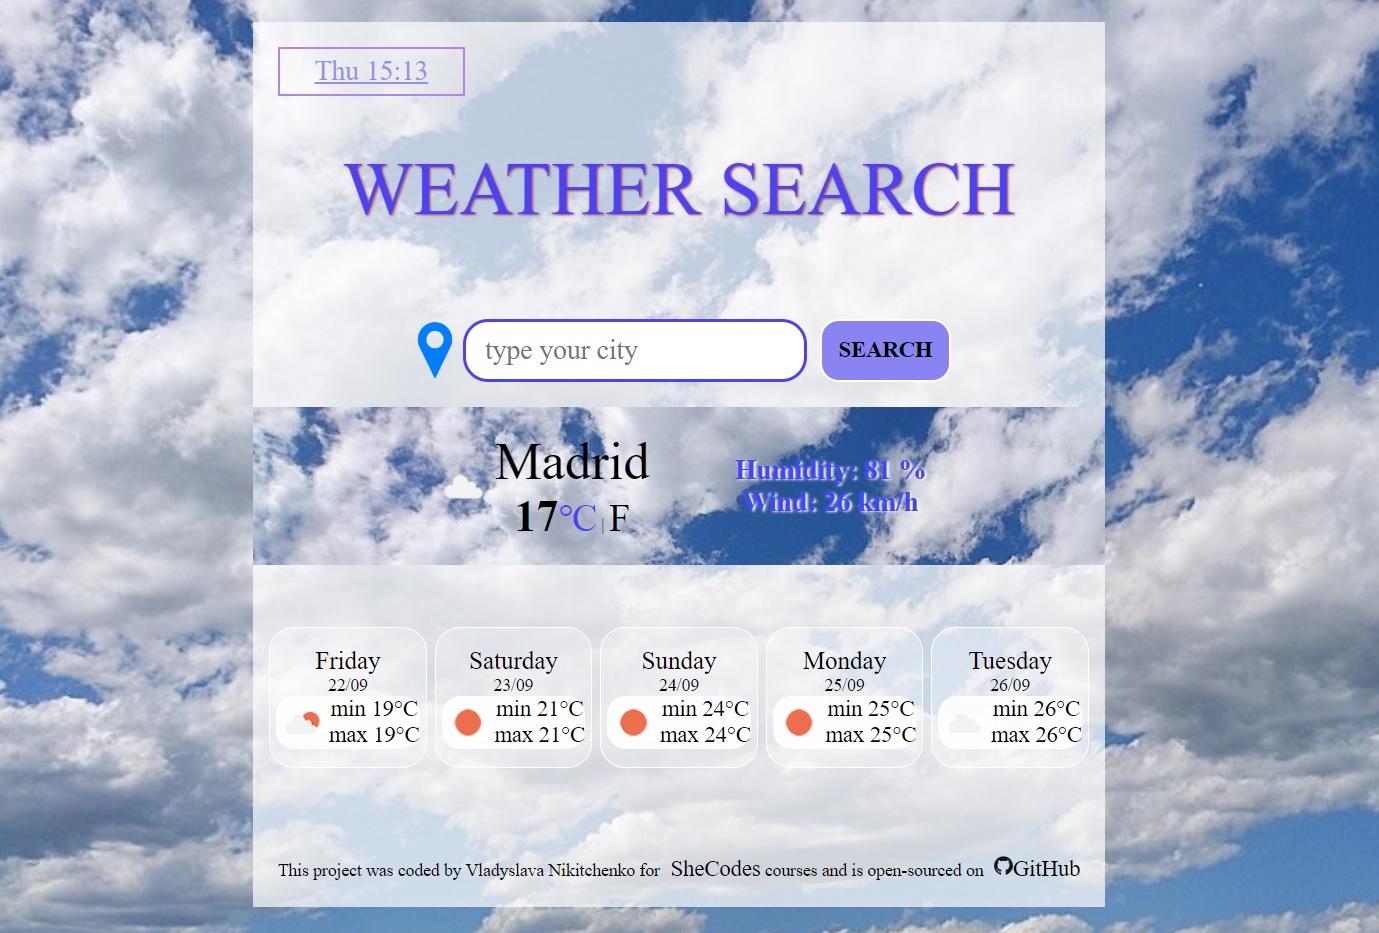 Thu 15:13
WEATHER SEARCH
type your city
SEARCH
Madrid
17°C | F
Humidity: 81 %
Wind: 26 km/h
Friday
22/09
min 19°C
max 19°C
Saturday
23/09
min 21°C
max 21°C
Sunday
24/09
min 24°C
max 24°C
Monday
25/09
min 25°C
max 25°C
Tuesday
26/09
min 26°C
max 26°C
This project was coded by Vladyslava Nikitchenko for SheCodes courses and is open-sourced on GitHub